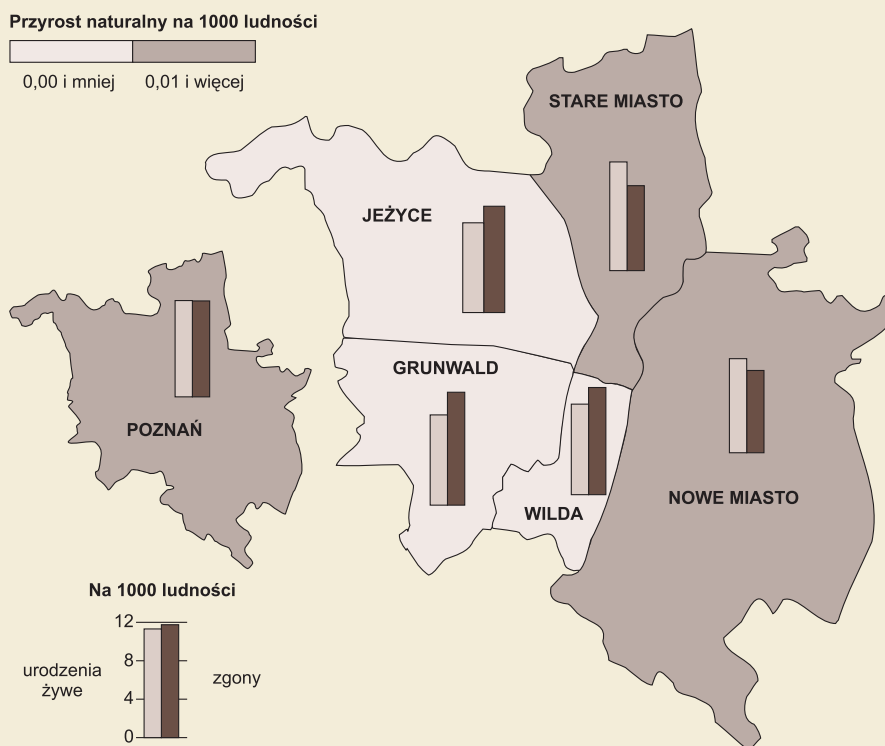 Przyrost naturalny na 1000 ludności
0,00 i mniej 0,01 i więcej
STARE MIASTO
JEŻYCE
GRUNWALD
POZNAŃ
NOWE MIASTO
WILDA
Na 1000 ludności
12
8
4
0
urodzenia
żywe
zgony